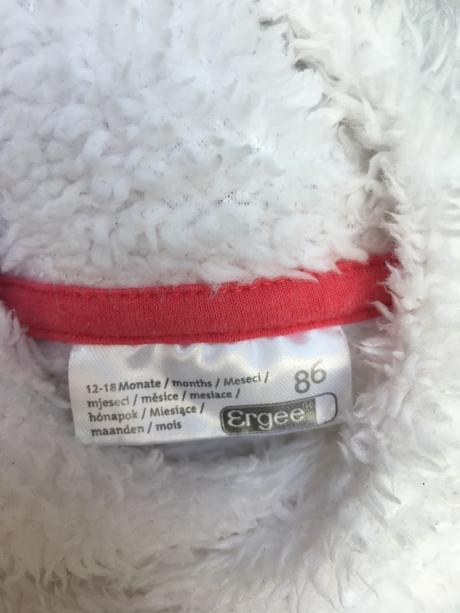 12-18 Monate / months / Meseci /
mjeseci / měsíce / mesiace /
hónapok / Miesiące /
maanden / mois
86
Ergee